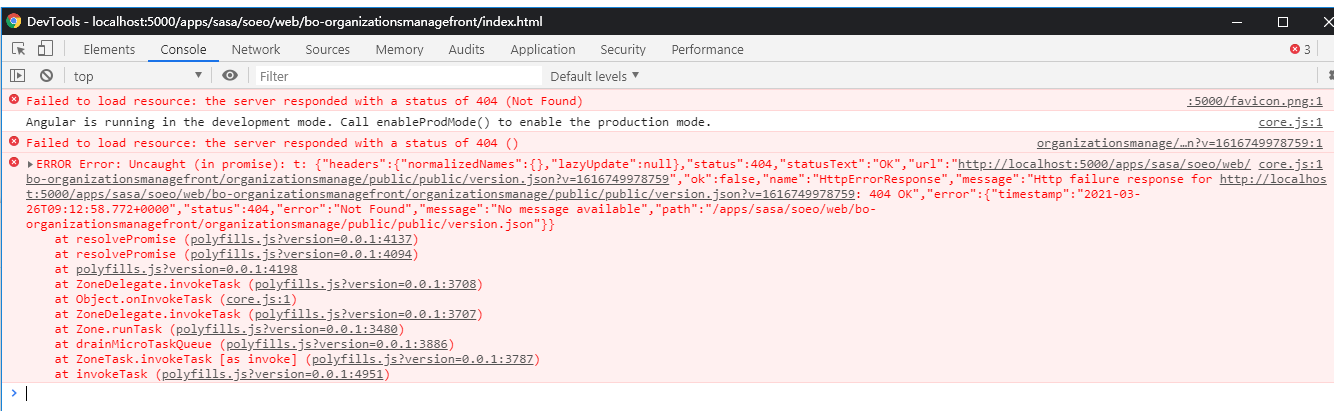 DevTools - localhost:5000/apps/sasa/soeo/web/bo-organizationsmanagefront/index.html
Elements Console Network Sources Memory Audits Application Security Performance 3
top Filter Default levels
Failed to load resource: the server responded with a status of 404 (Not Found) :5000/favicon.png:1
Angular is running in the development mode. Call enableProdMode() to enable the production mode. core.js:1
Failed to load resource: the server responded with a status of 404 () organizationsmanage/…n?v=1616749978759:1
ERROR Error: Uncaught (in promise): t: {"headers":{"normalizedNames":{},"lazyUpdate":null},"status":404,"statusText":"OK","url":"http://localhost:5000/apps/sasa/soeo/web/ core.js:1
bo-organizationsmanagefront/organizationsmanage/public/public/version.json?v=1616749978759","ok":false,"name":"HttpErrorResponse","message":"Http failure response for http://localhos
t:5000/apps/sasa/soeo/web/bo-organizationsmanagefront/organizationsmanage/public/public/version.json?v=1616749978759: 404 OK","error":{"timestamp":"2021-03-
26T09:12:58.772+0000","status":404,"error":"Not Found","message":"No message available","path":"/apps/sasa/soeo/web/bo-
organizationsmanagefront/organizationsmanage/public/public/version.json"}}
at resolvePromise (polyfills.js?version=0.0.1:4137)
at resolvePromise (polyfills.js?version=0.0.1:4094)
at polyfills.js?version=0.0.1:4198
at ZoneDelegate.invokeTask (polyfills.js?version=0.0.1:3708)
at Object.onInvokeTask (core.js:1)
at ZoneDelegate.invokeTask (polyfills.js?version=0.0.1:3707)
at Zone.runTask (polyfills.js?version=0.0.1:3480)
at drainMicroTaskQueue (polyfills.js?version=0.0.1:3886)
at ZoneTask.invokeTask [as invoke] (polyfills.js?version=0.0.1:3787)
at invokeTask (polyfills.js?version=0.0.1:4951)